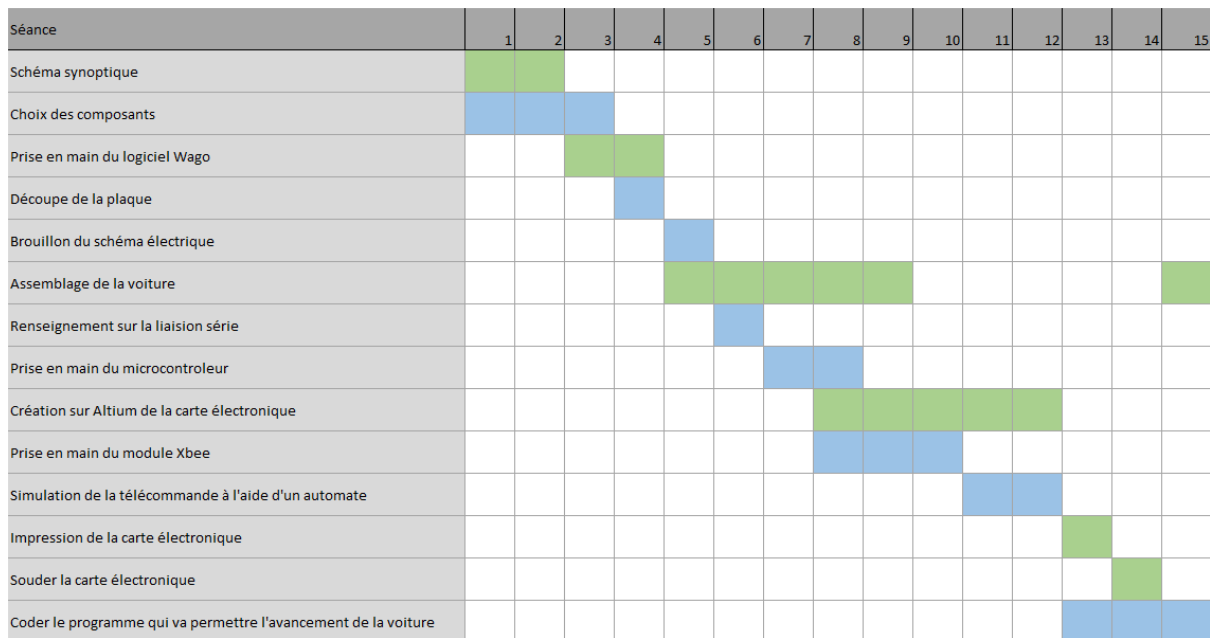 Séance 1 2 3 4 5 6 7 8 9 10 11 12 13 14 15
Schéma synoptique
Choix des composants
Prise en main du logiciel Wago
Découpe de la plaque
Brouillon du schéma électrique
Assemblage de la voiture
Renseignement sur la liaision série
Prise en main du microcontroleur
Création sur Altium de la carte électronique
Prise en main du module Xbee
Simulation de la télécommande à l'aide d'un automate
Impression de la carte électronique
Souder la carte électronique
Coder le programme qui va permettre l'avancement de la voiture